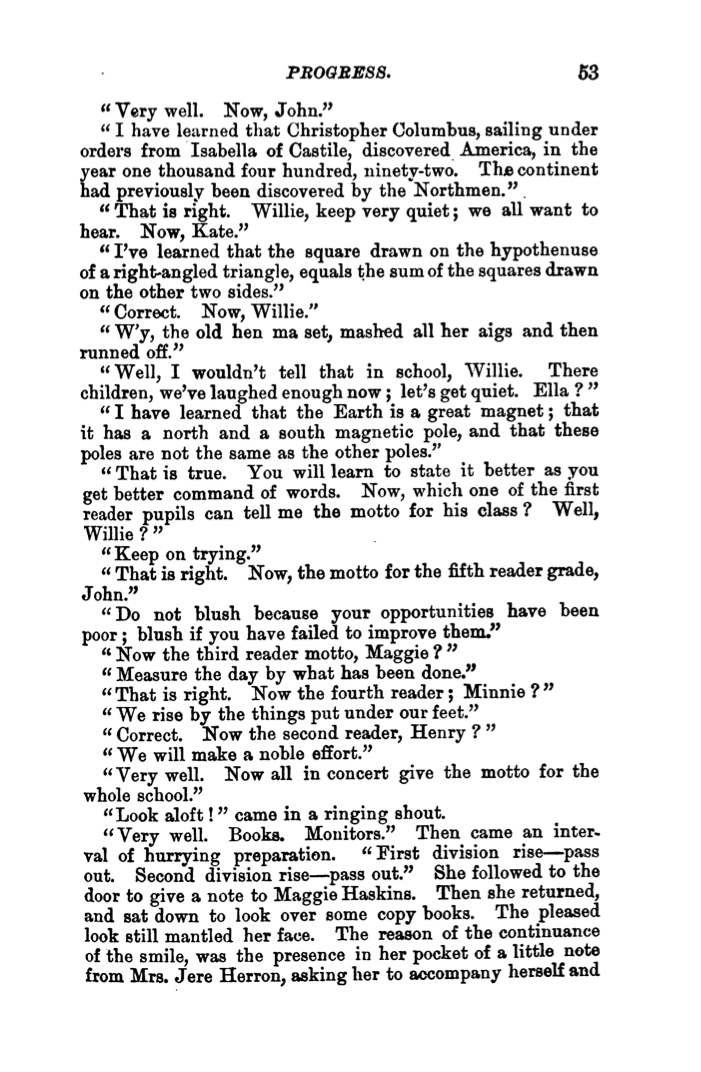 PROGRESS. 53
"Very well. Now, John."
"I have learned that Christopher Columbus, sailing under
orders from Isabella of Castile, discovered America, in the
year one thousand four hundred, ninety-two. The continent
had previously been discovered by the Northmen."
"That is right. Willie, keep very quiet; we all want to
hear. Now, Kate."
"I've learned that the square drawn on the hypothenuse
of a right-angled triangle, equals the sum of the squares drawn
on the other two sides."
"Correct. Now, Willie."
"W'y, the old hen ma set, mashed all her aigs and then
runned off."
"Well, I wouldn't tell that in school, Willie. There
children, we've laughed enough now; let's get quiet. Ella?"
"I have learned that the Earth is a great magnet; that
it has a north and a south magnetic pole, and that these
poles are not the same as the other poles."
"That is true. You will learn to state it better as you
get better command of words. Now, which one of the first
reader pupils can tell me the motto for his class? Well,
Willie?"
"Keep on trying."
"That is right. Now, the motto for the fifth reader grade,
John."
"Do not blush because your opportunities have been
poor; blush if you have failed to improve them."
"Now the third reader motto, Maggie?"
"Measure the day by what has been done."
"That is right. Now the fourth reader; Minnie?"
"We rise by the things put under our feet."
"Correct. Now the second reader, Henry?"
"We will make a noble effort."
"Very well. Now all in concert give the motto for the
whole school."
"Look aloft!" came in a ringing shout.
"Very well. Books. Monitors." Then came an inter-
val of hurrying preparation. "First division rise—pass
out. Second division rise—pass out." She followed to the
door to give a note to Maggie Haskins. Then she returned,
and sat down to look over some copy books. The pleased
look still mantled her face. The reason of the continuance
of the smile, was the presence in her pocket of a little note
from Mrs. Jere Herron, asking her to accompany herself and